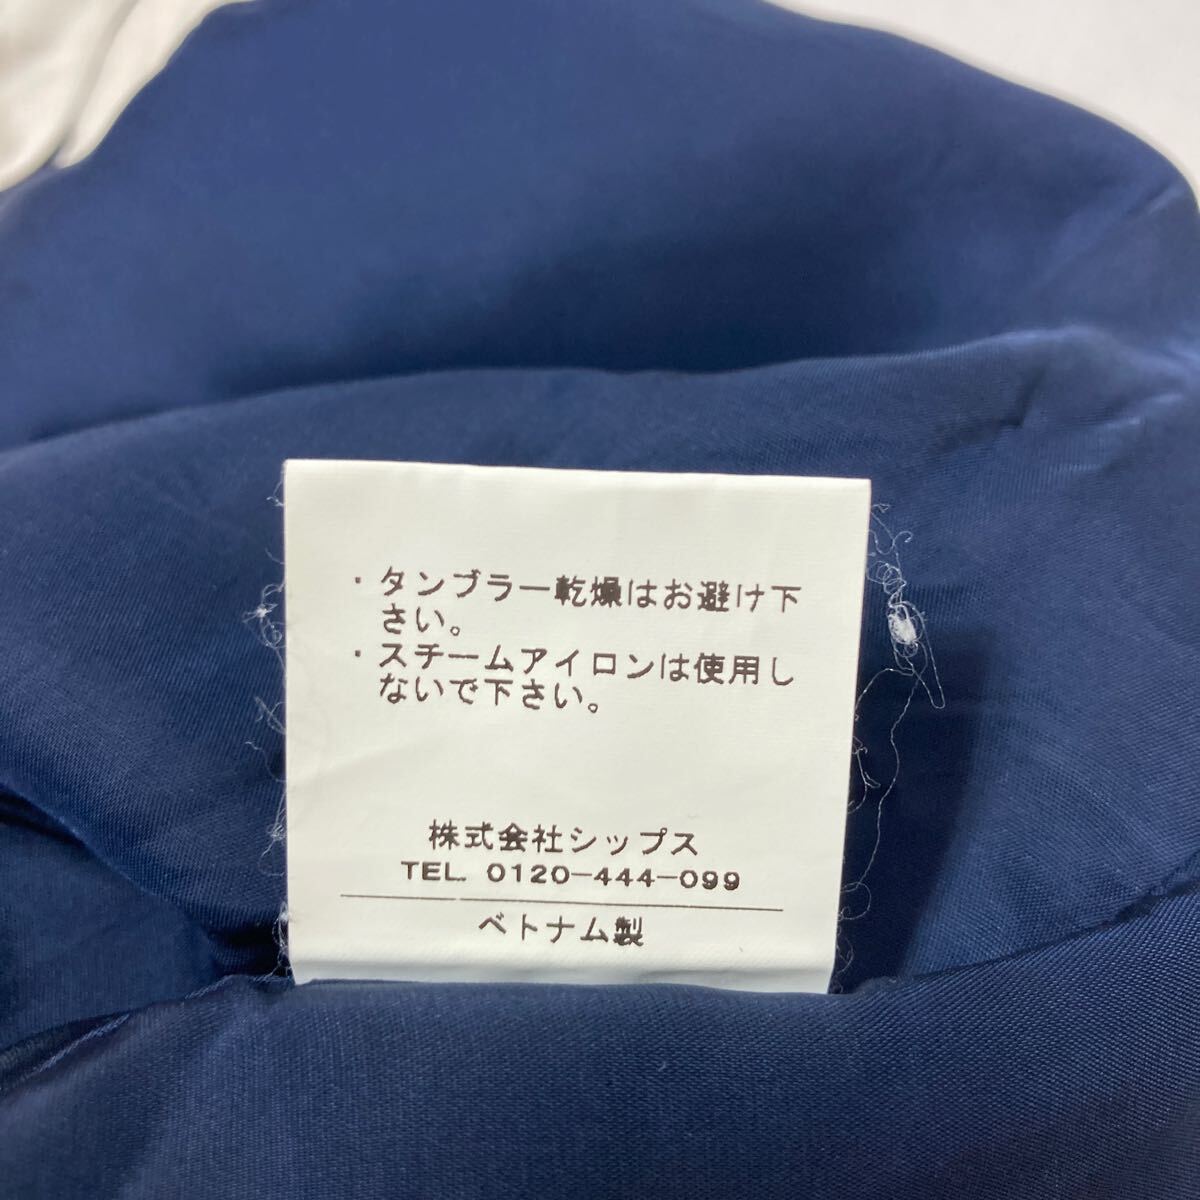 ・タンブラー乾燥はお避け下
さい。
・スチームアイロンは使用し
ないで下さい。
株式会社シップス
TEL. 0120-444-099
ベトナム製